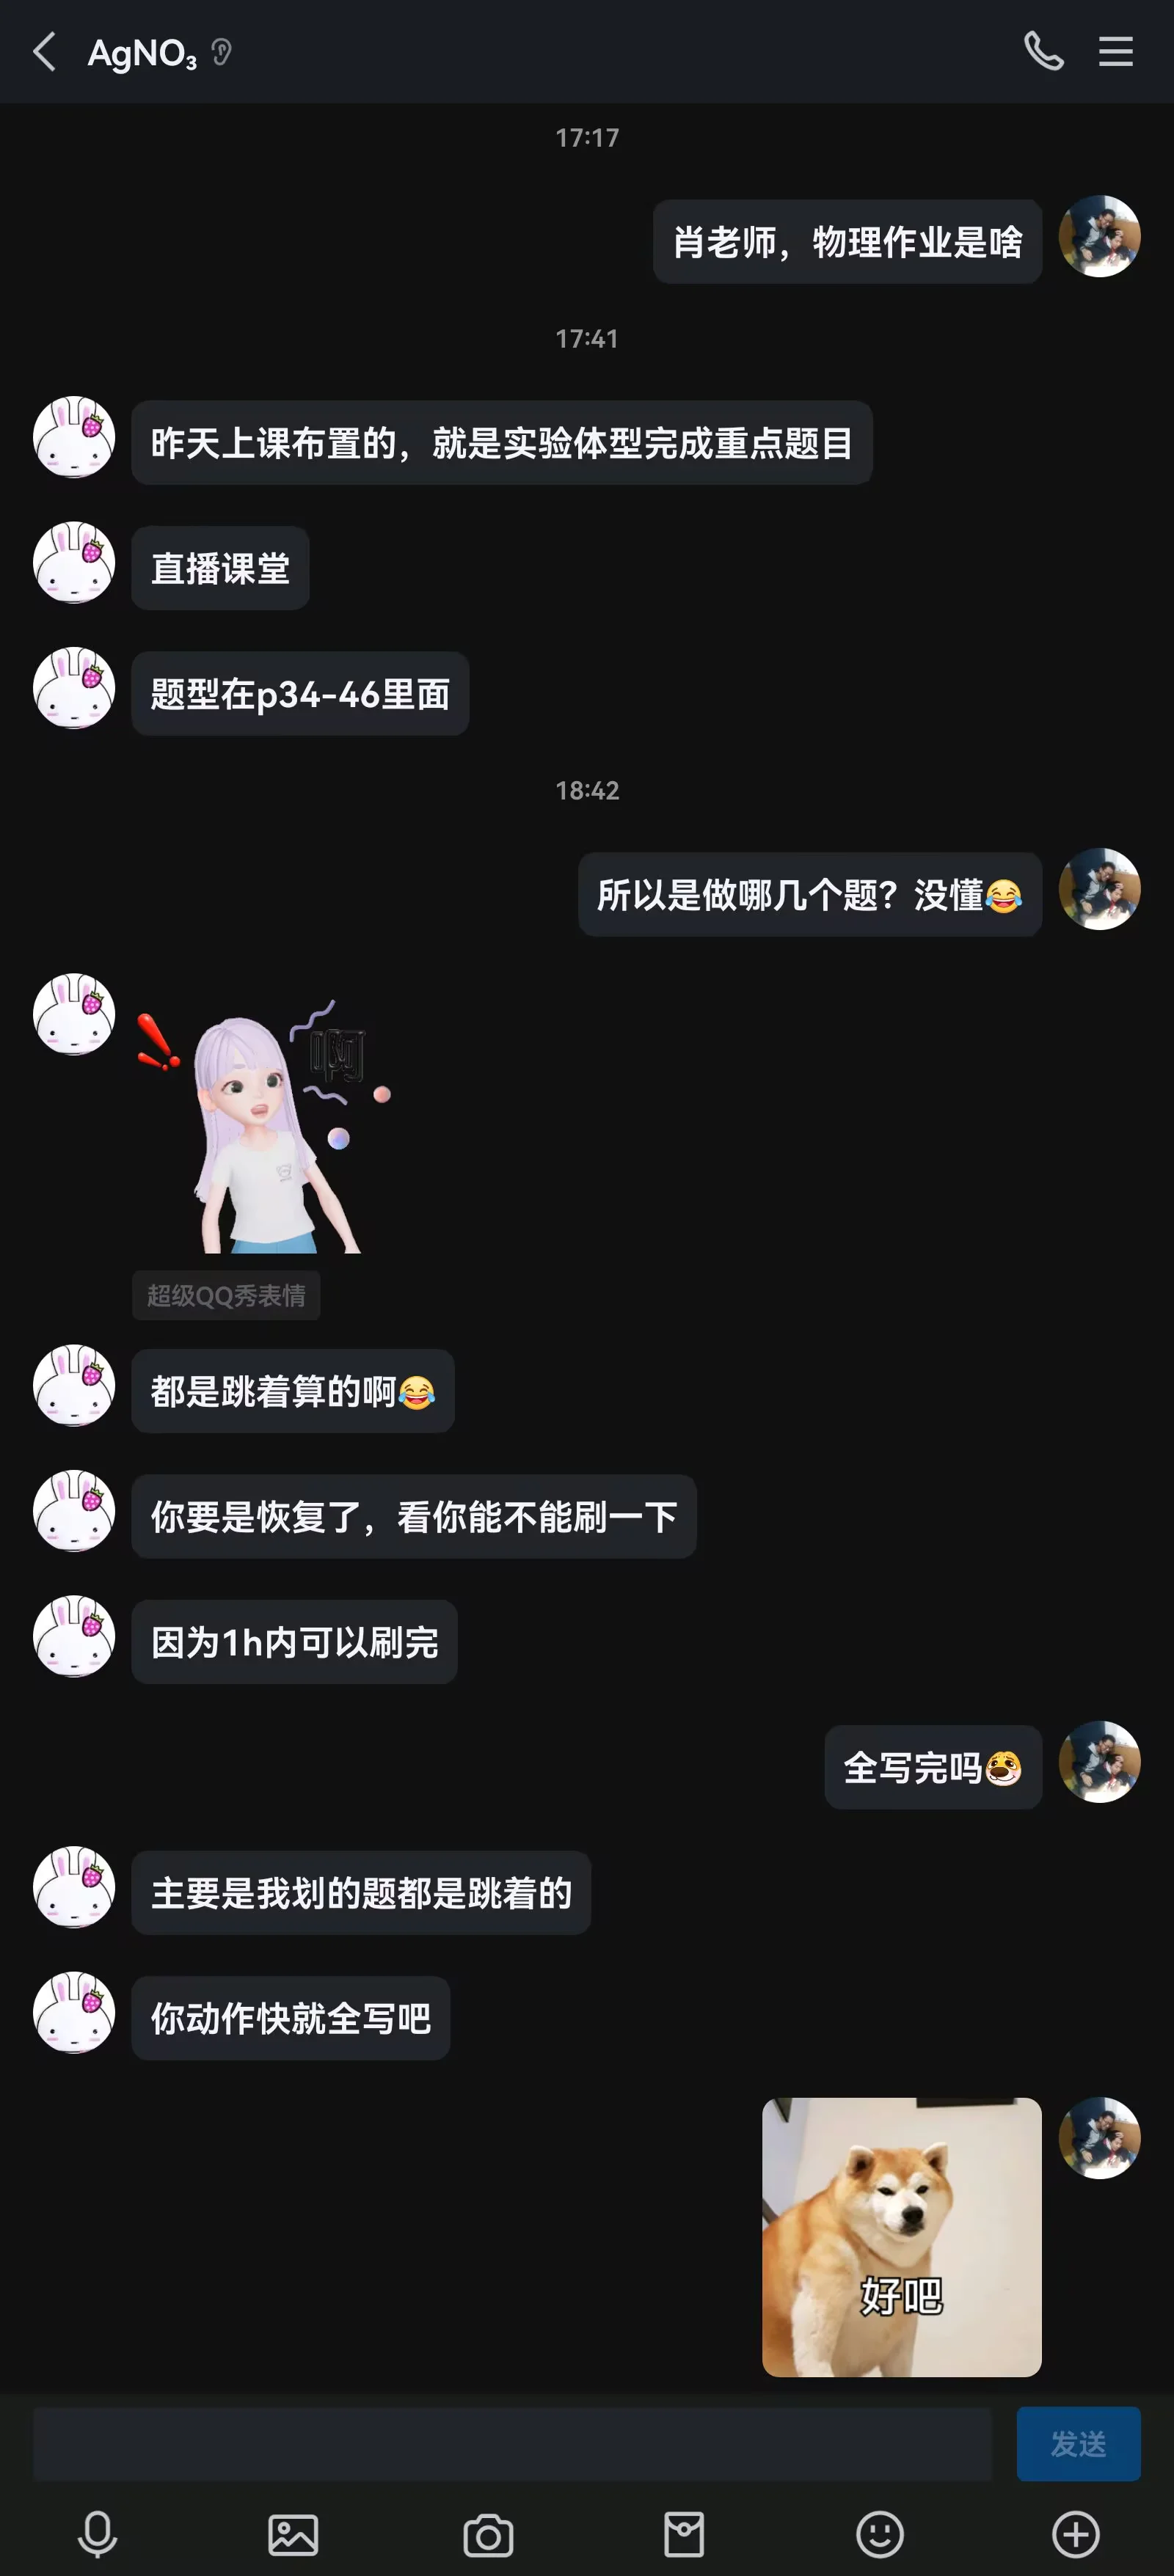 AgNO₃
17:17
肖老师，物理作业是啥
17:41
昨天上课布置的，就是实验体型完成重点题目
直播课堂
题型在p34-46里面
18:42
所以是做哪几个题？没懂😂
啊
超级QQ秀表情
都是跳着算的啊😂
你要是恢复了，看你能不能刷一下
因为1h内可以刷完
全写完吗
主要是我划的题都是跳着的
你动作快就全写吧
好吧
发送